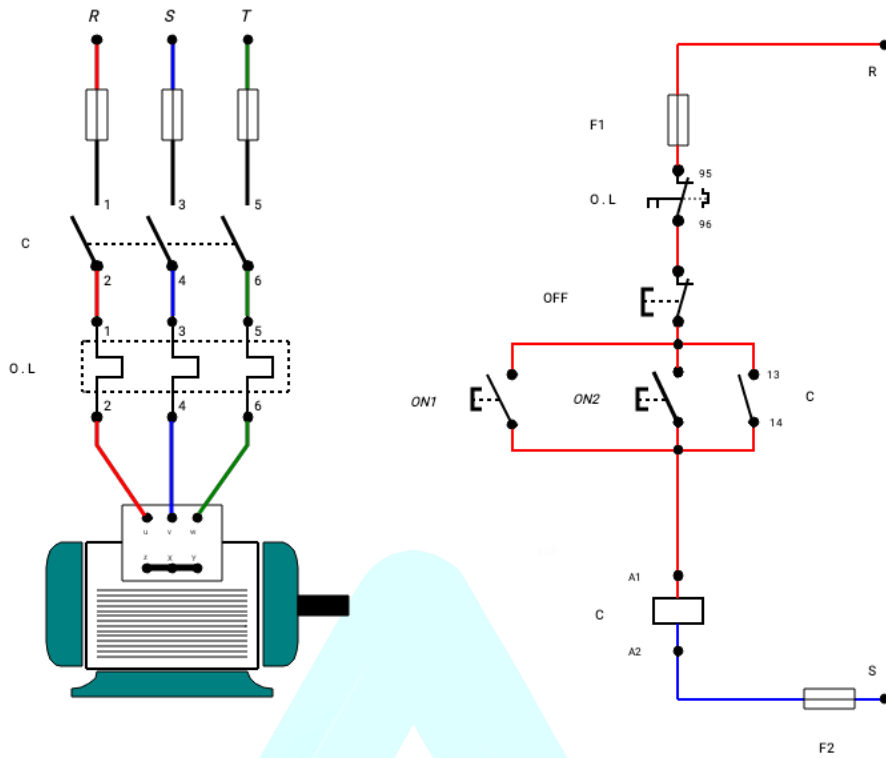 R S T
1 3 5
C
2 4 6
1 3 5
O.L
2 4 6
u v w
z X Y
R
F1
95
O.L
96
OFF
ON1
ON2
13
C
14
A1
C
A2
S
F2